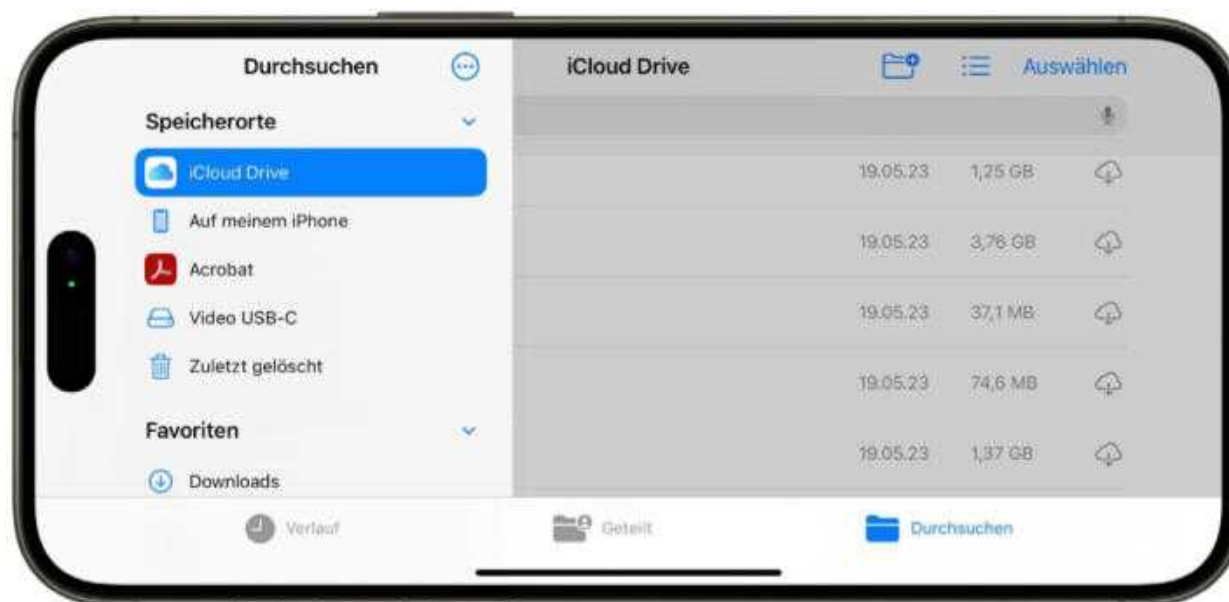 Durchsuchen
Speicherorte
iCloud Drive
Auf meinem iPhone
Acrobat
Video USB-C
Zuletzt gelöscht
Favoriten
Downloads
iCloud Drive
Auswählen
19.05.23 1,25 GB
19.05.23 3,76 GB
19.05.23 37,1 MB
19.05.23 74,6 MB
19.05.23 1,37 GB
Verlauf
Geteilt
Durchsuchen